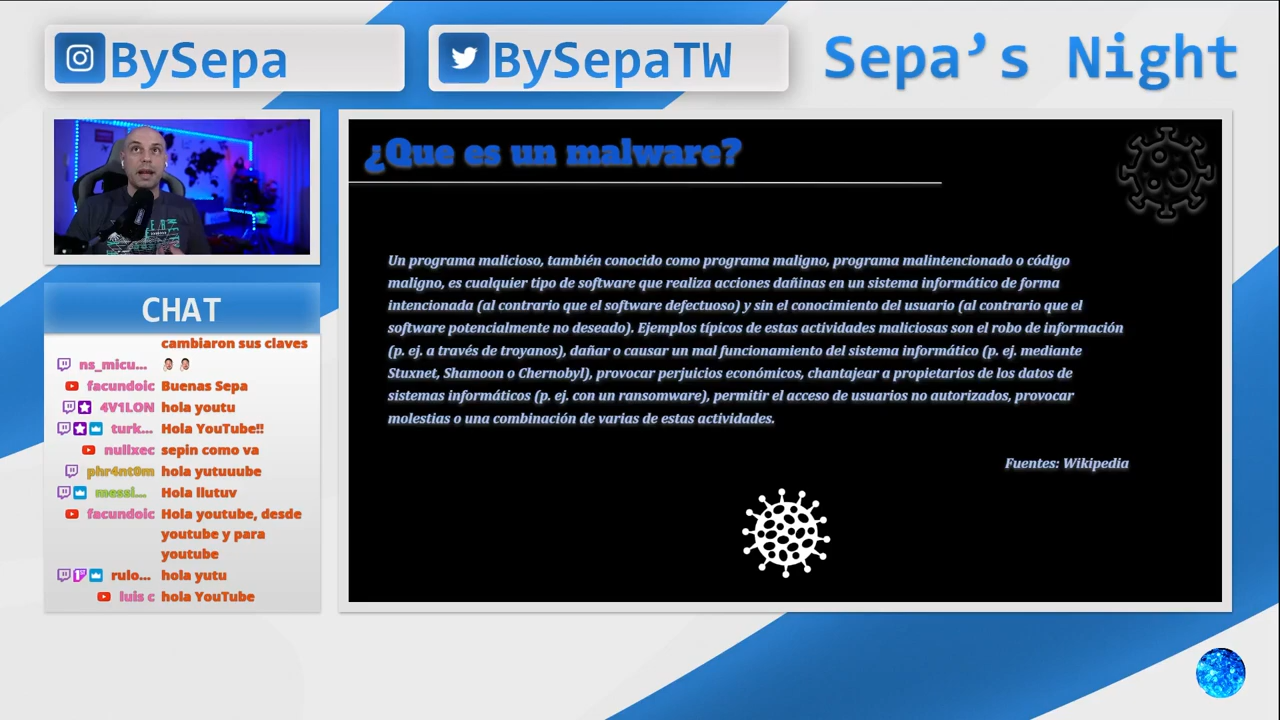 BySepa
BySepaTW
Sepa’s Night
¿Que es un malware?
Un programa malicioso, también conocido como programa maligno, programa malintencionado o código
maligno, es cualquier tipo de software que realiza acciones dañinas en un sistema informático de forma
intencionada (al contrario que el software defectuoso) y sin el conocimiento del usuario (al contrario que el
software potencialmente no deseado). Ejemplos típicos de estas actividades maliciosas son el robo de información
(p. ej. a través de troyanos), dañar o causar un mal funcionamiento del sistema informático (p. ej. mediante
Stuxnet, Shamoon o Chernobyl), provocar perjuicios económicos, chantajear a propietarios de los datos de
sistemas informáticos (p. ej. con un ransomware), permitir el acceso de usuarios no autorizados, provocar
molestias o una combinación de varias de estas actividades.
Fuentes: Wikipedia
CHAT
cambiaron sus claves
ns_micu...
facundoic Buenas Sepa
4V1LON hola youtu
turk... Hola YouTube!!
nullxec sepin como va
phr4nt0m hola yutuuube
messi... Hola llutuv
facundoic Hola youtube, desde
youtube y para
youtube
rulo... hola yutu
luis c hola YouTube